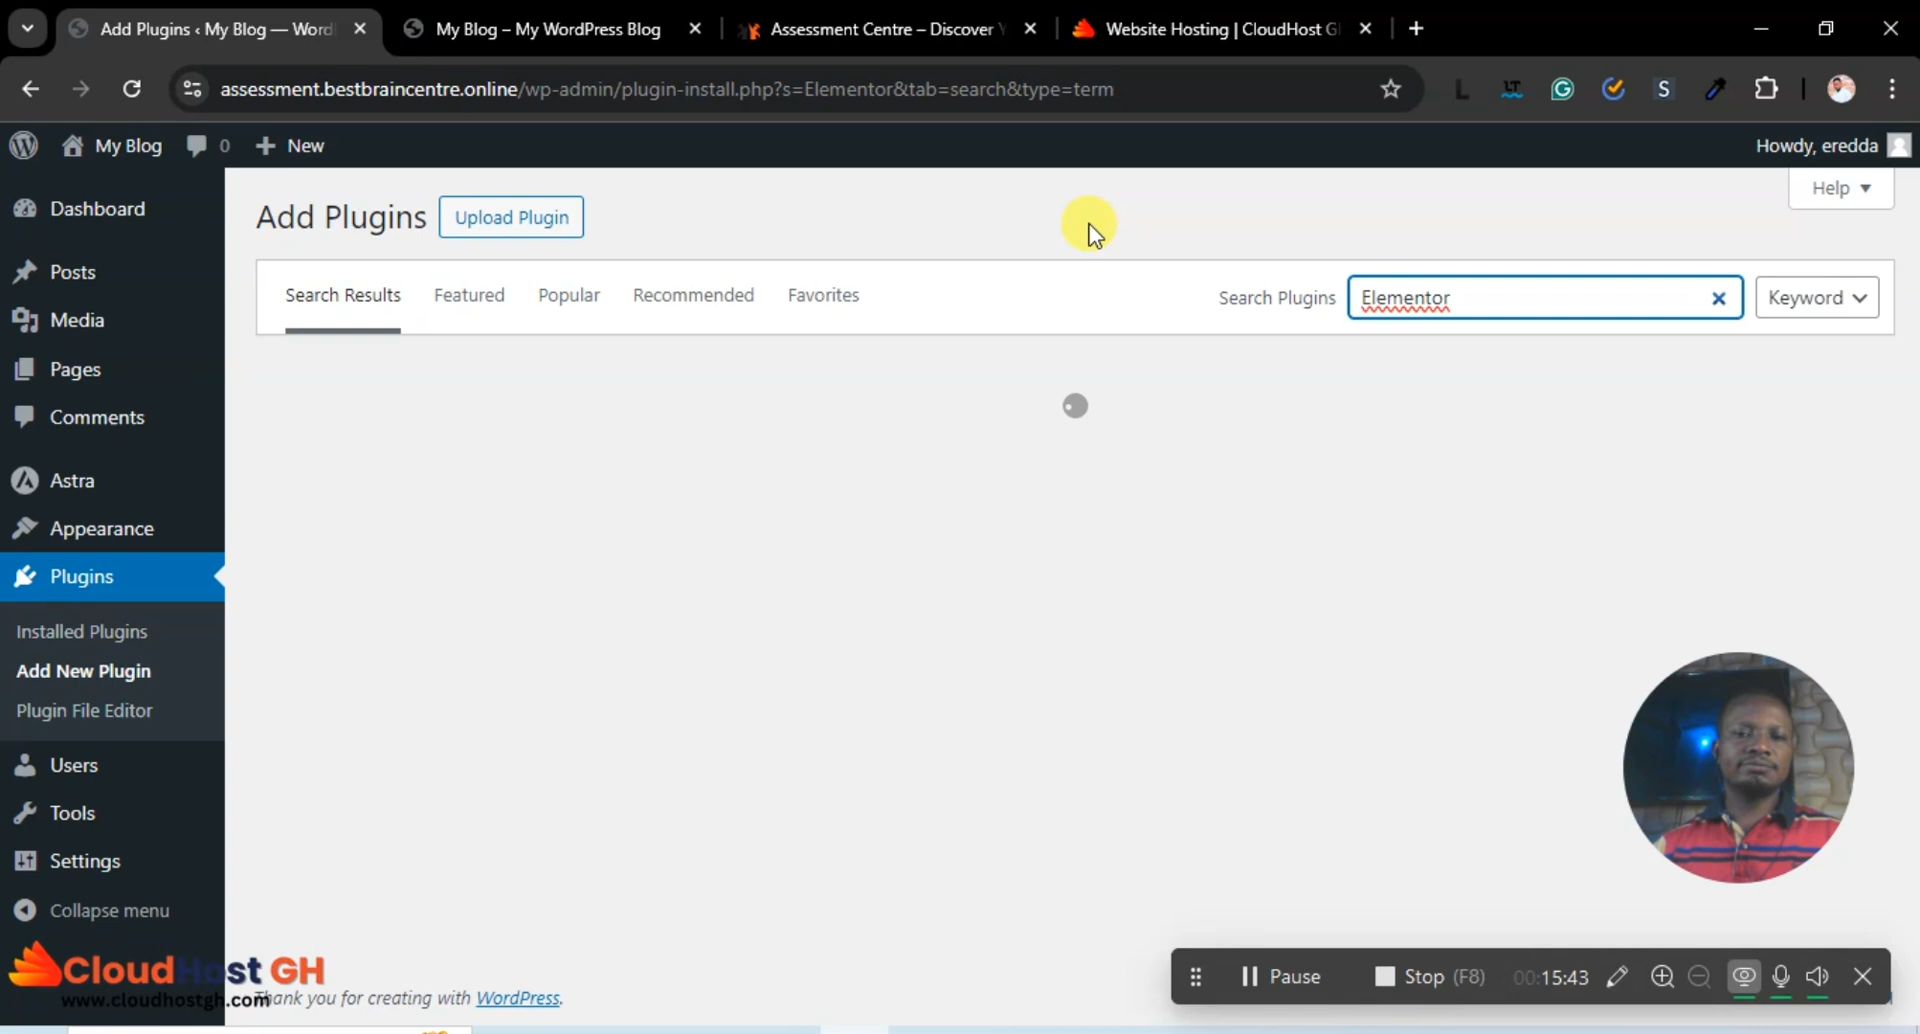 Add Plugins ‹ My Blog — Word
My Blog – My WordPress Blog
Assessment Centre – Discover Y
Website Hosting | CloudHost GH
assessment.bestbraincentre.online/wp-admin/plugin-install.php?s=Elementor&tab=search&type=term
My Blog
0
New
Howdy, eredda
Dashboard
Posts
Media
Pages
Comments
Astra
Appearance
Plugins
Installed Plugins
Add New Plugin
Plugin File Editor
Users
Tools
Settings
Collapse menu
Add Plugins
Upload Plugin
Help
Search Results
Featured
Popular
Recommended
Favorites
Search Plugins
Elementor
Keyword
CloudHost GH
www.cloudhostgh.com
Thank you for creating with WordPress.
Pause
Stop (F8)
00:15:43